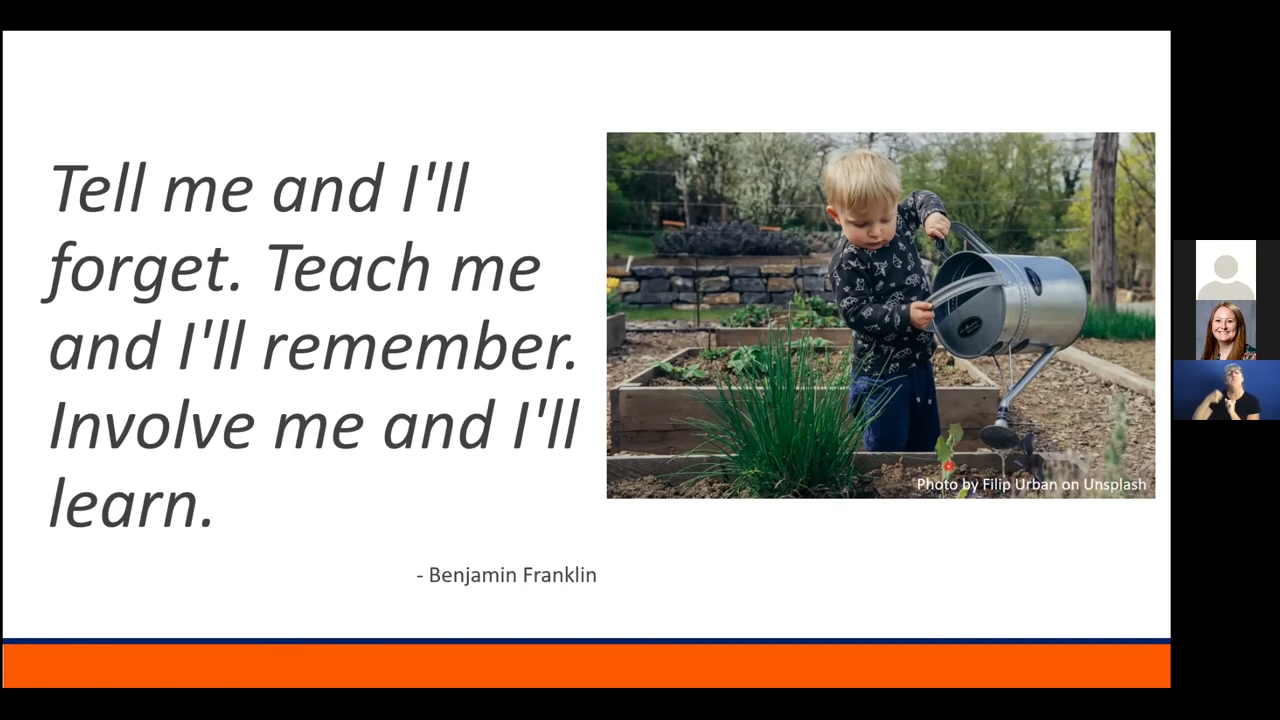 Tell me and I'll
forget. Teach me
and I'll remember.
Involve me and I'll
learn.
- Benjamin Franklin
Photo by Filip Urban on Unsplash